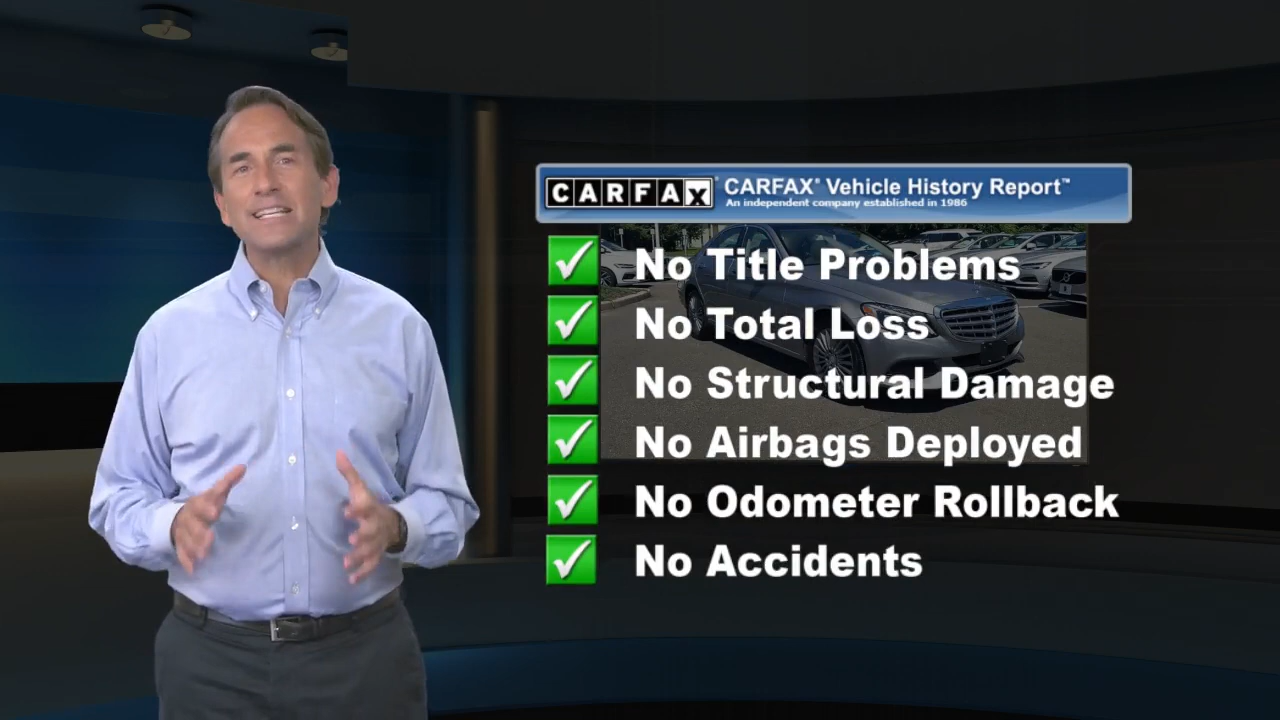 CARFAX
CARFAX® Vehicle History Report™
An independent company established in 1986
No Title Problems
No Total Loss
No Structural Damage
No Airbags Deployed
No Odometer Rollback
No Accidents